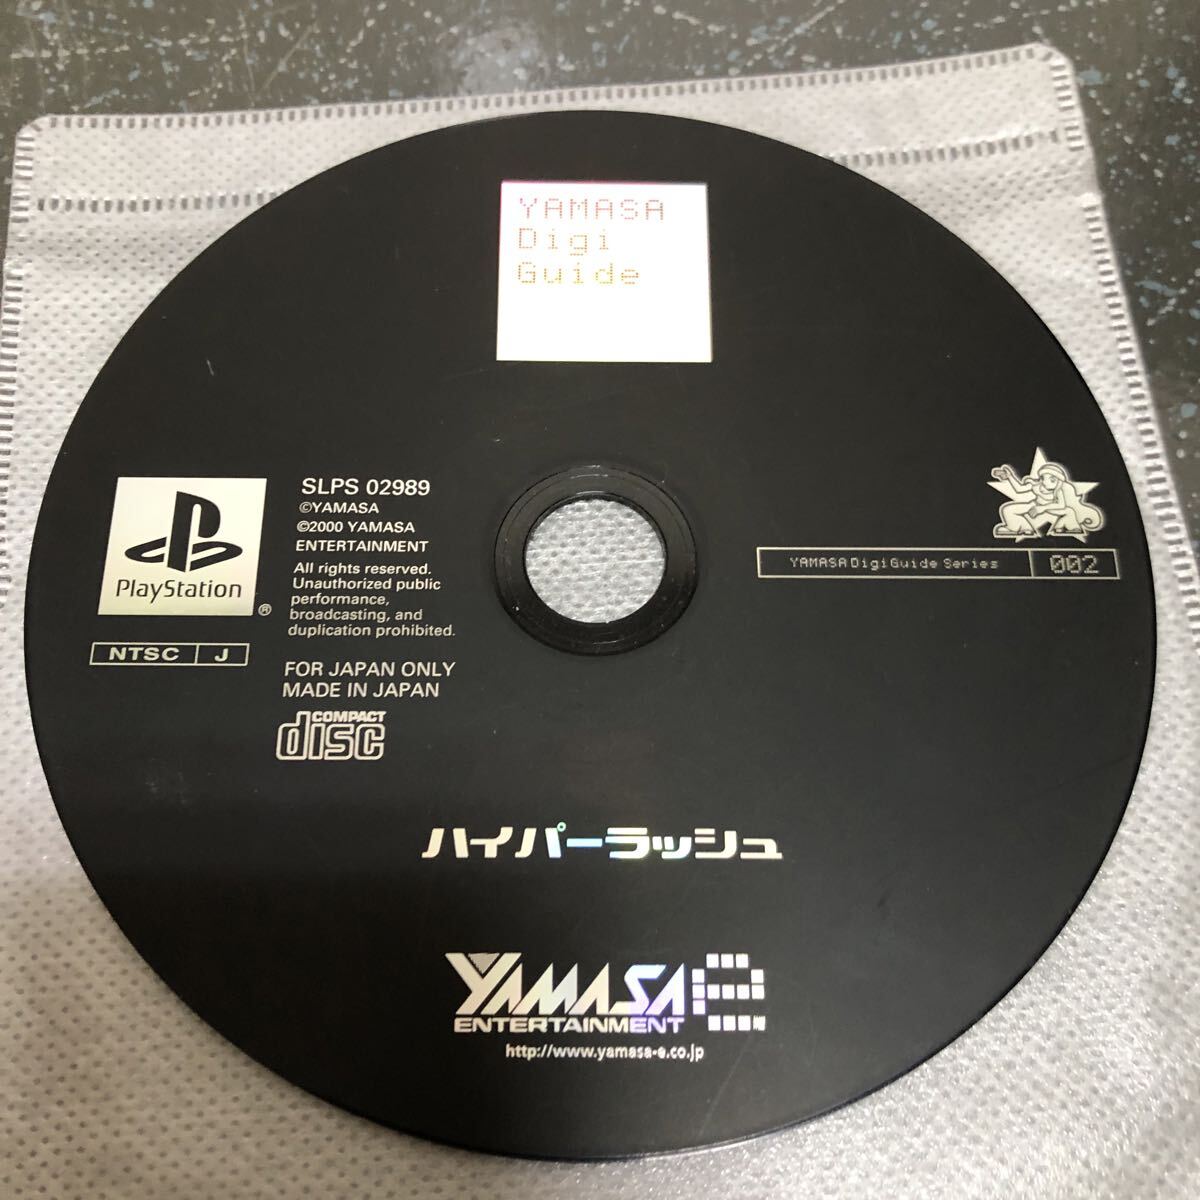 YAMASA
Digi
Guide
SLPS 02989
©YAMASA
©2000 YAMASA
ENTERTAINMENT
All rights reserved.
Unauthorized public
performance,
broadcasting, and
duplication prohibited.
PlayStation
®
NTSC J
FOR JAPAN ONLY
MADE IN JAPAN
COMPACT
disc
YAMASA DigiGuide Series 002
ハイパーラッシュ
YAMASA e
ENTERTAINMENT
http://www.yamasa-e.co.jp